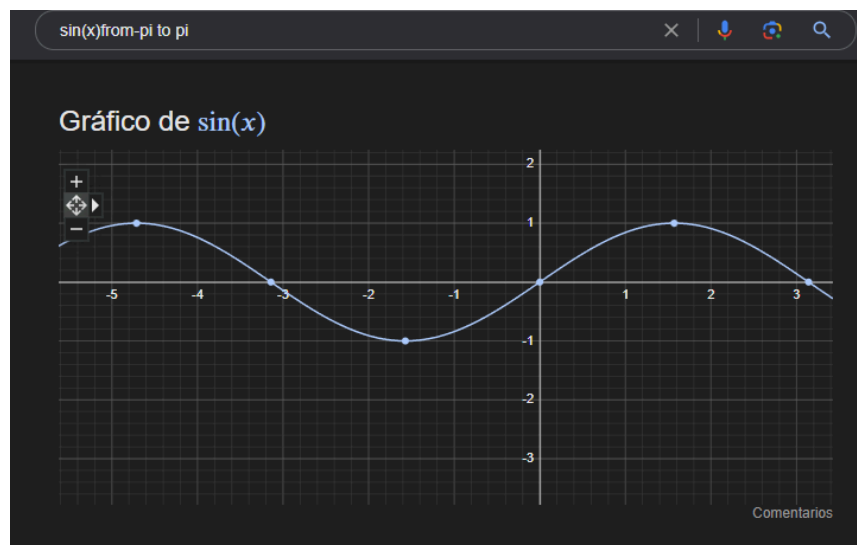 sin(x)from-pi to pi
Gráfico de sin(x)
2
1
-5 -4 -3 -2 -1 1 2 3
-1
-2
-3
Comentarios